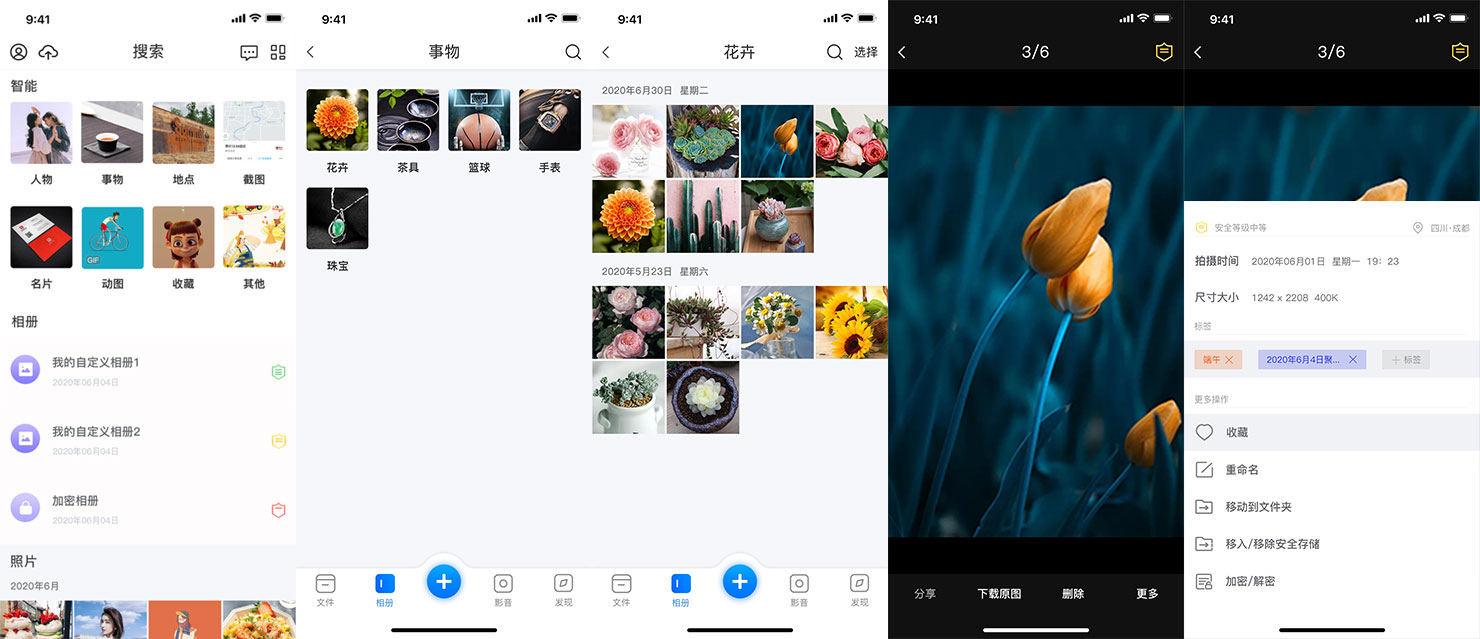 9:41
搜索
智能
人物
事物
地点
截图
GIF
名片
动图
收藏
其他
相册
我的自定义相册1
2020年06月04日
我的自定义相册2
2020年06月04日
加密相册
2020年06月04日
照片
2020年6月
9:41
事物
花卉
茶具
篮球
手表
珠宝
文件
相册
影音
发现
9:41
花卉
选择
2020年6月30日 星期二
2020年5月23日 星期六
文件
相册
影音
发现
9:41
3/6
分享
下载原图
删除
更多
9:41
3/6
安全等级中等
四川·成都
拍摄时间 2020年06月01日 星期一 19：23
尺寸大小 1242 x 2208 400K
标签
端午
2020年6月4日聚...
标签
更多操作
收藏
重命名
移动到文件夹
移入/移除安全存储
加密/解密